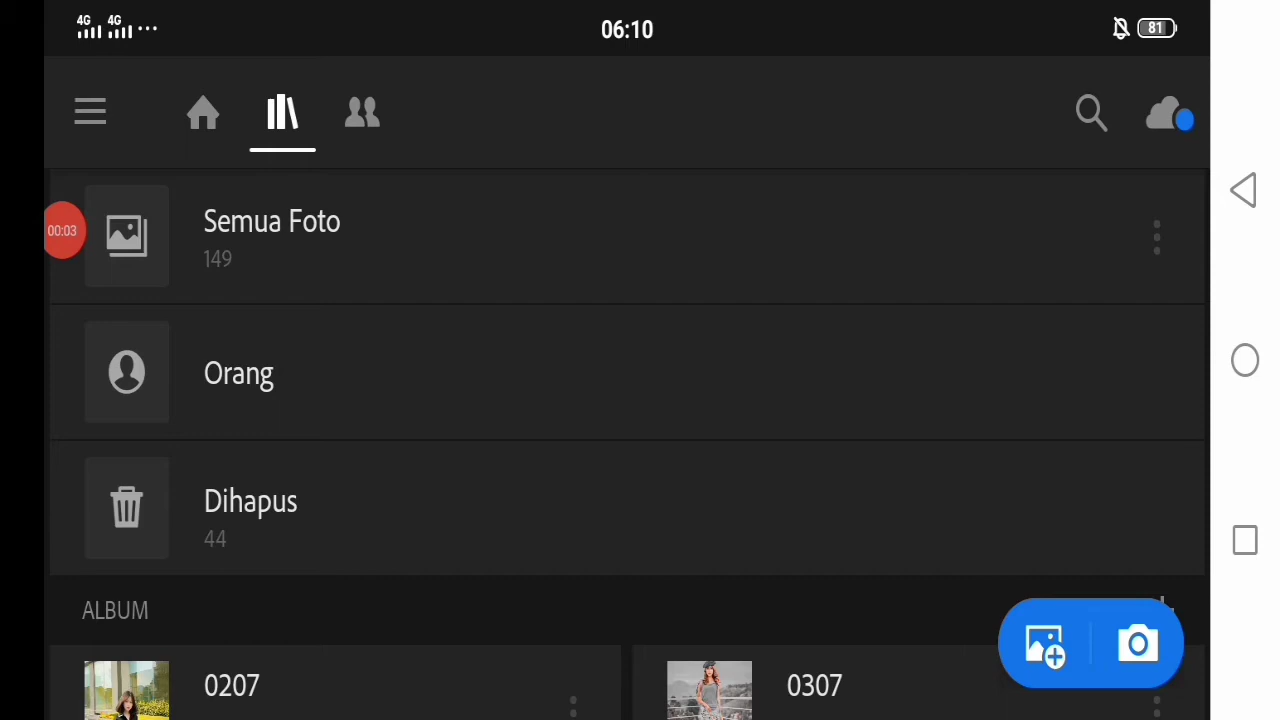 4G 4G
06:10
81
00:03
Semua Foto
149
Orang
Dihapus
44
ALBUM
0207
0307